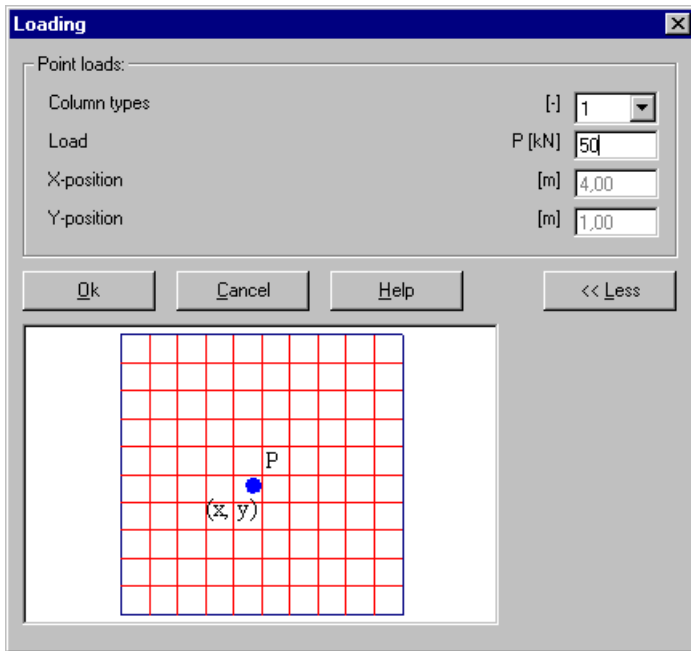 Loading
Point loads:
Column types [-] 1
Load P [kN] 50
X-position [m] 4,00
Y-position [m] 1,00
Ok Cancel Help << Less
P
(x, y)